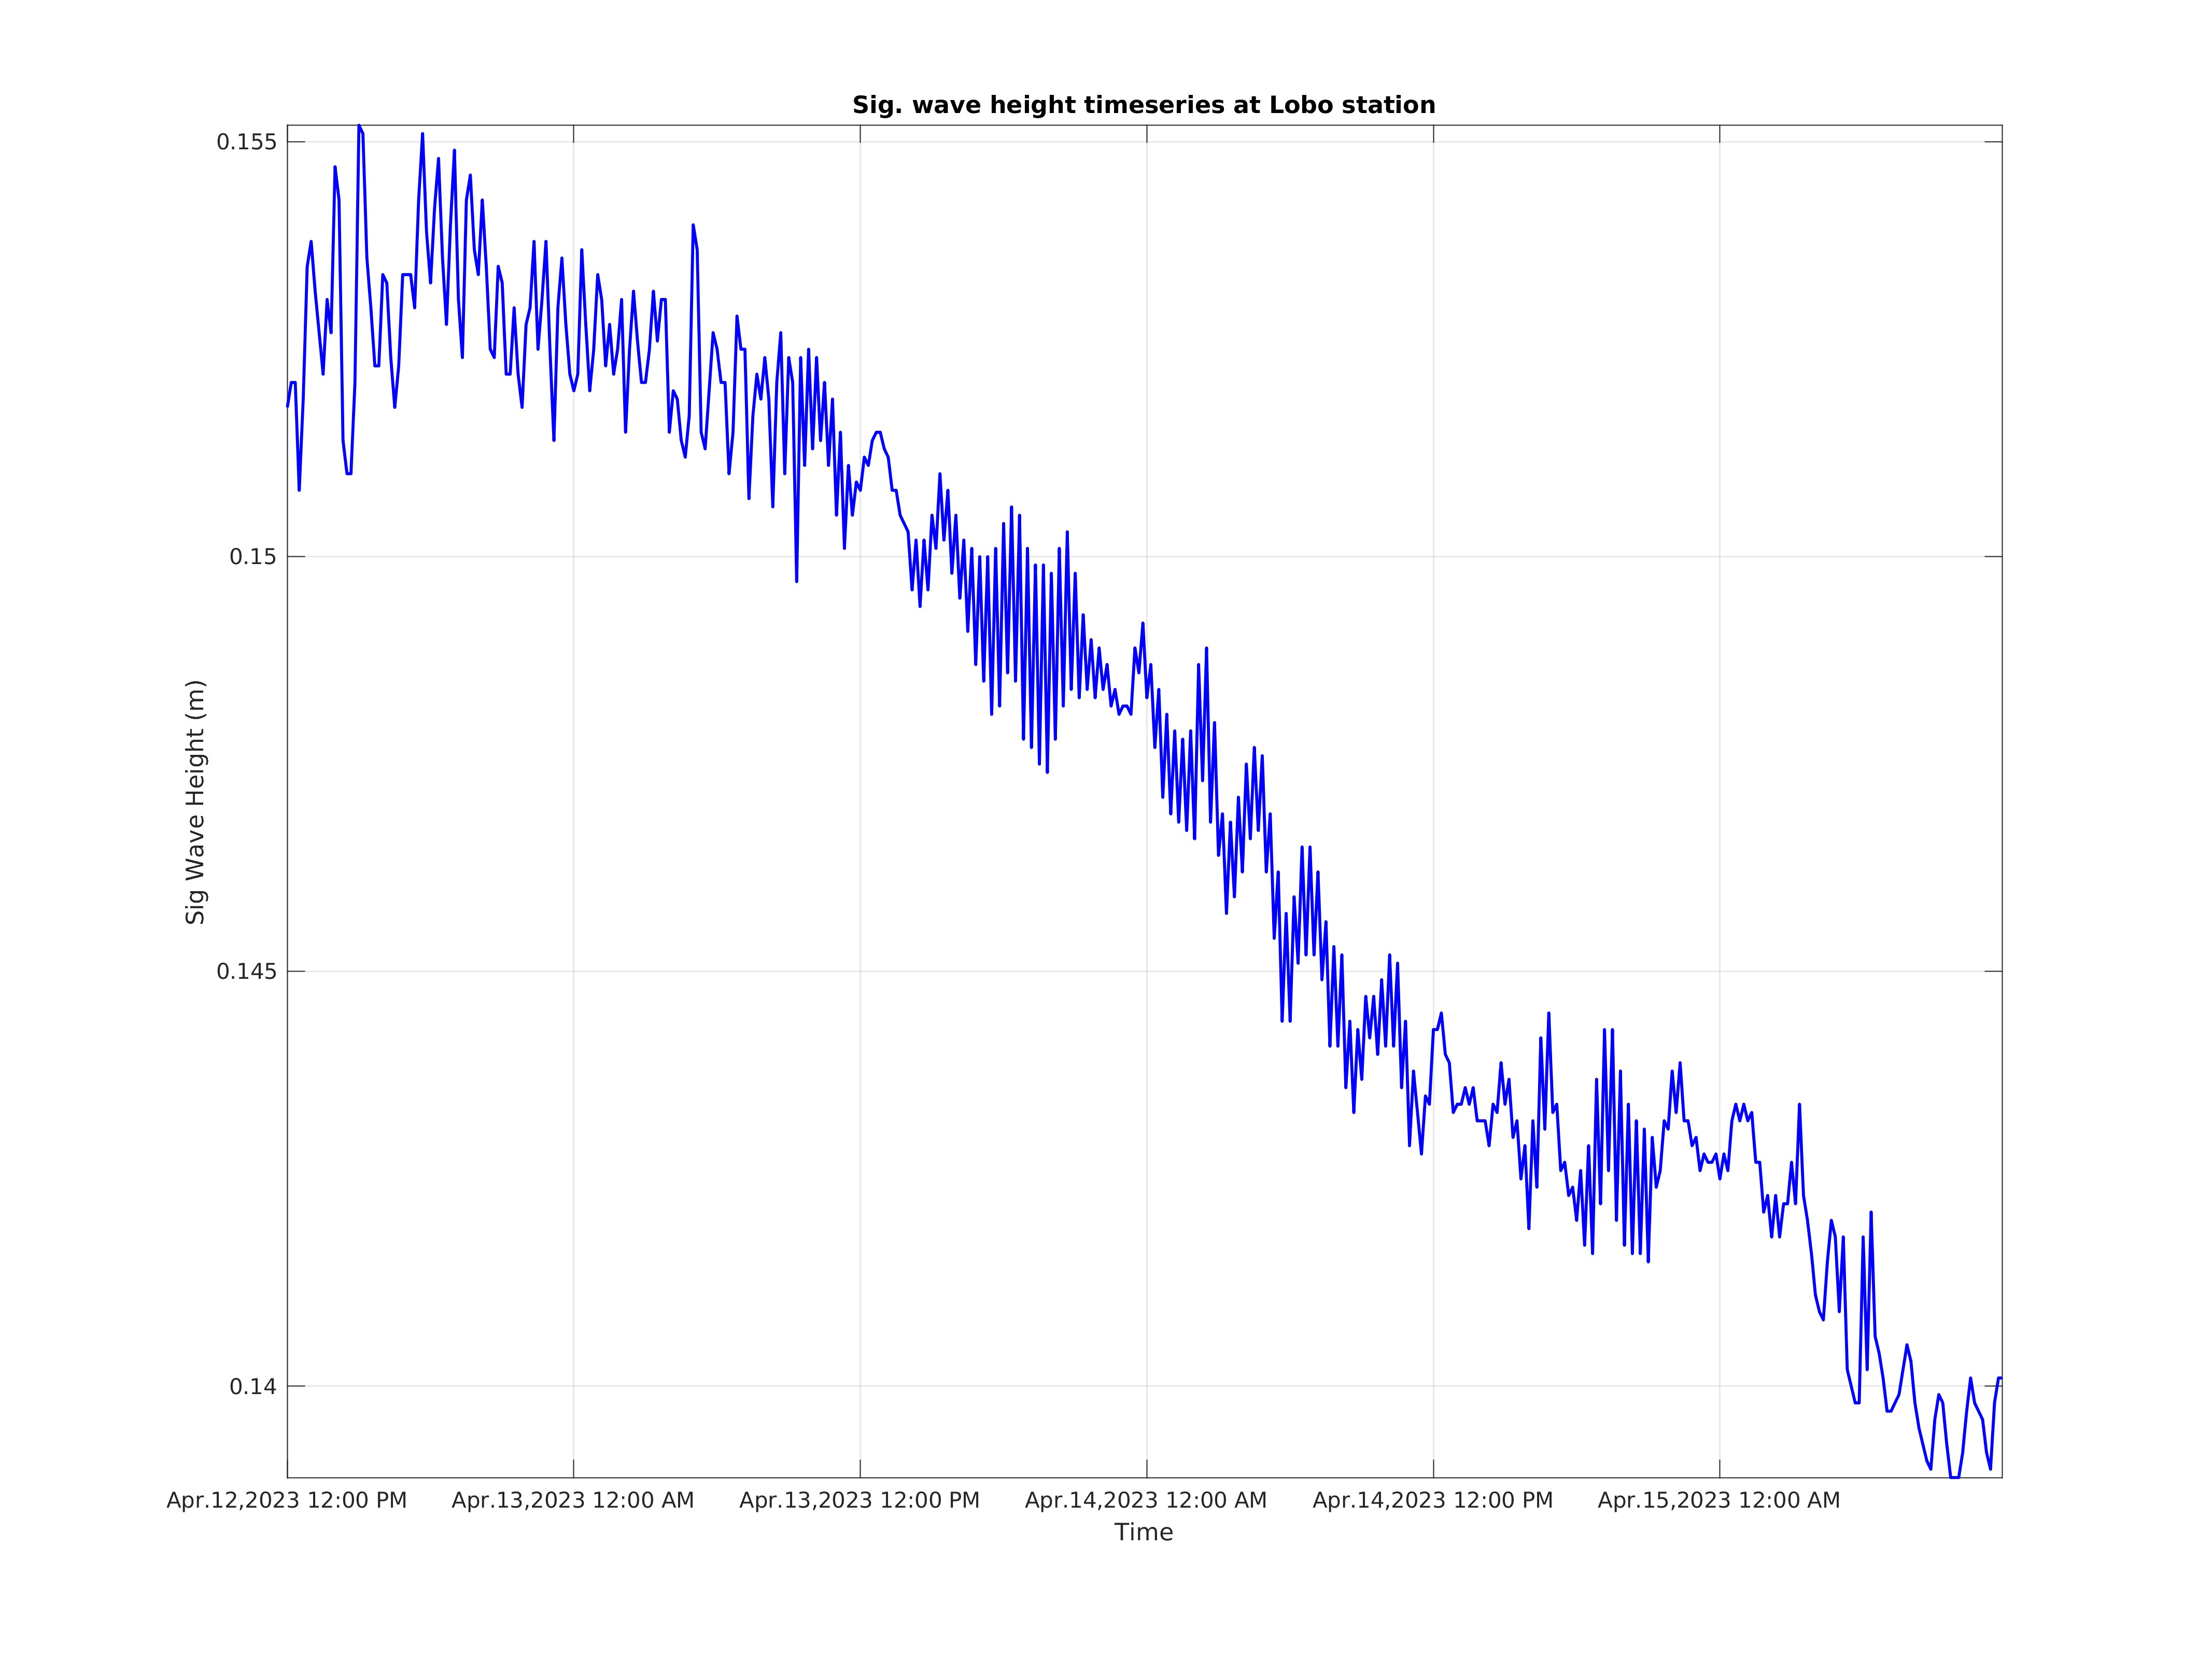 Sig. wave height timeseries at Lobo station
0.155
0.15
0.145
0.14
Sig Wave Height (m)
Apr.12,2023 12:00 PM
Apr.13,2023 12:00 AM
Apr.13,2023 12:00 PM
Apr.14,2023 12:00 AM
Apr.14,2023 12:00 PM
Apr.15,2023 12:00 AM
Time